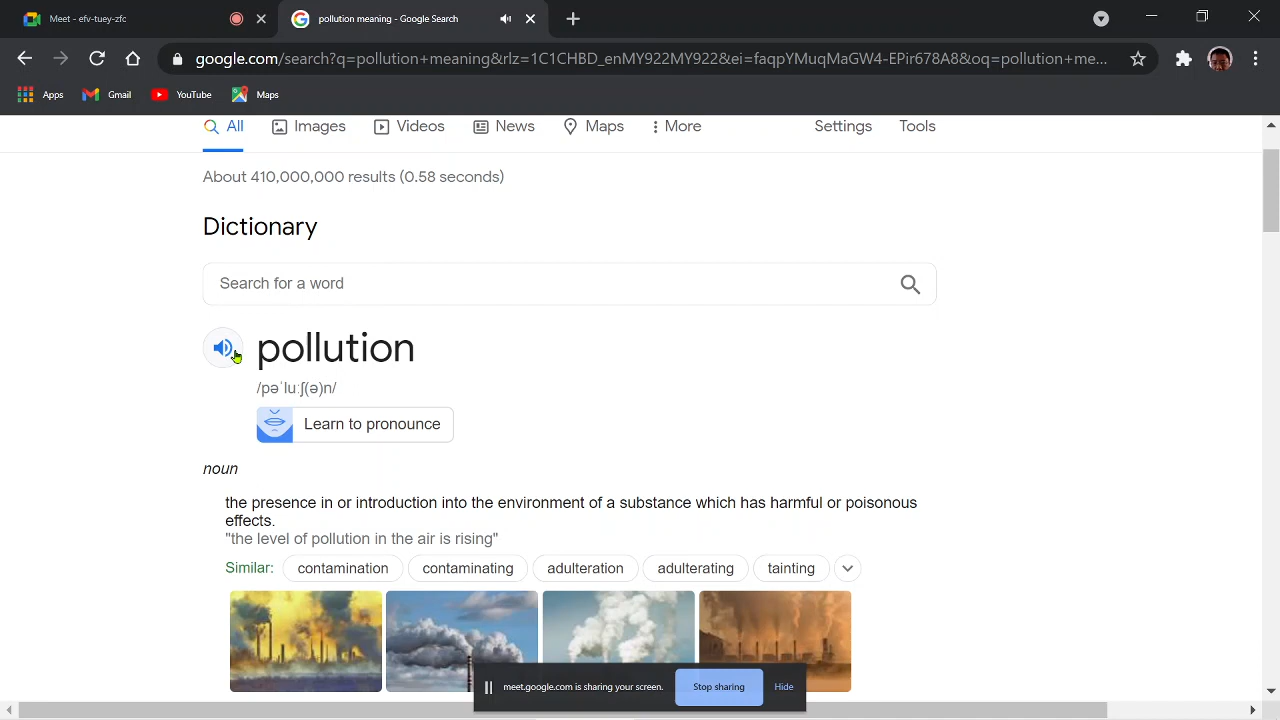 Meet - efv-tuey-zfc
pollution meaning - Google Search
google.com/search?q=pollution+meaning&rlz=1C1CHBD_enMY922MY922&ei=faqpYMuqMaGW4-EPir678A8&oq=pollution+me...
Apps Gmail YouTube Maps
All Images Videos News Maps More Settings Tools
About 410,000,000 results (0.58 seconds)
Dictionary
Search for a word
pollution
/pəˈluːʃ(ə)n/
Learn to pronounce
noun
the presence in or introduction into the environment of a substance which has harmful or poisonous
effects.
"the level of pollution in the air is rising"
Similar: contamination contaminating adulteration adulterating tainting
meet.google.com is sharing your screen. Stop sharing Hide